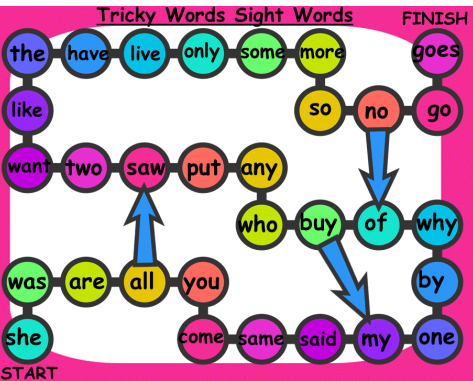 Tricky Words Sight Words
FINISH
the have live only some more goes
like so no go
want two saw put any
who buy of why
was are all you by
she come same said my one
START